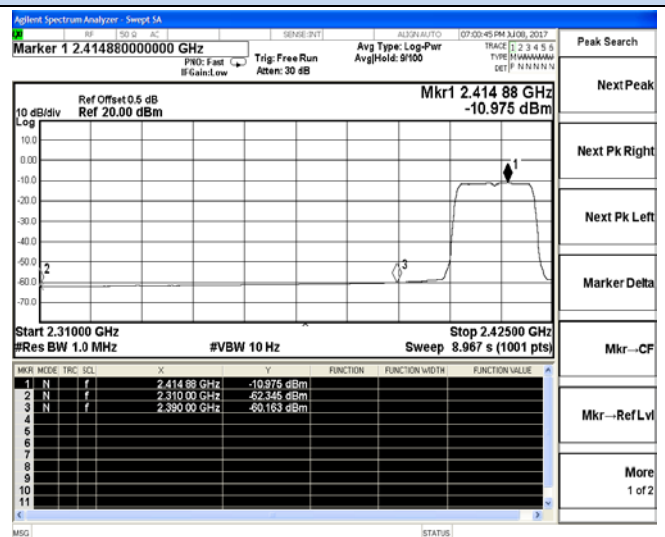 Agilent Spectrum Analyzer - Swept SA
RF 50 Ω AC SENSE:INT ALIGN AUTO 07:00:45 PM Jul 08, 2017
Marker 1 2.414880000000 GHz
PNO: Fast
IFGain:Low
Trig: Free Run
Atten: 30 dB
Avg Type: Log-Pwr
Avg|Hold: 9/100
TRACE 1 2 3 4 5 6
TYPE MWWWWW
DET P N N N N N
Peak Search
Next Peak
Next Pk Right
Next Pk Left
Marker Delta
Mkr→CF
Mkr→Ref Lvl
More
1 of 2
Ref Offset 0.5 dB
10 dB/div Ref 20.00 dBm
Log
Mkr1 2.414 88 GHz
-10.975 dBm
10.0
0.00
-10.0
-20.0
-30.0
-40.0
-50.0
-60.0
-70.0
1
2
3
Start 2.31000 GHz
Stop 2.42500 GHz
#Res BW 1.0 MHz #VBW 10 Hz Sweep 8.967 s (1001 pts)
MKR MODE TRC SCL X Y FUNCTION FUNCTION WIDTH FUNCTION VALUE
1 N f 2.414 88 GHz -10.975 dBm
2 N f 2.310 00 GHz -62.345 dBm
3 N f 2.390 00 GHz -60.163 dBm
4
5
6
7
8
9
10
11
MSG STATUS